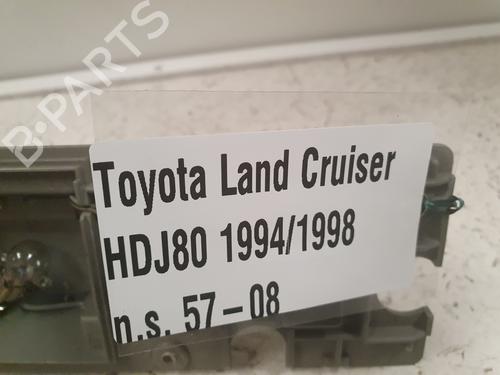 B-PARTS
Toyota Land Cruiser
HDJ80 1994/1998
n.s. 57-08